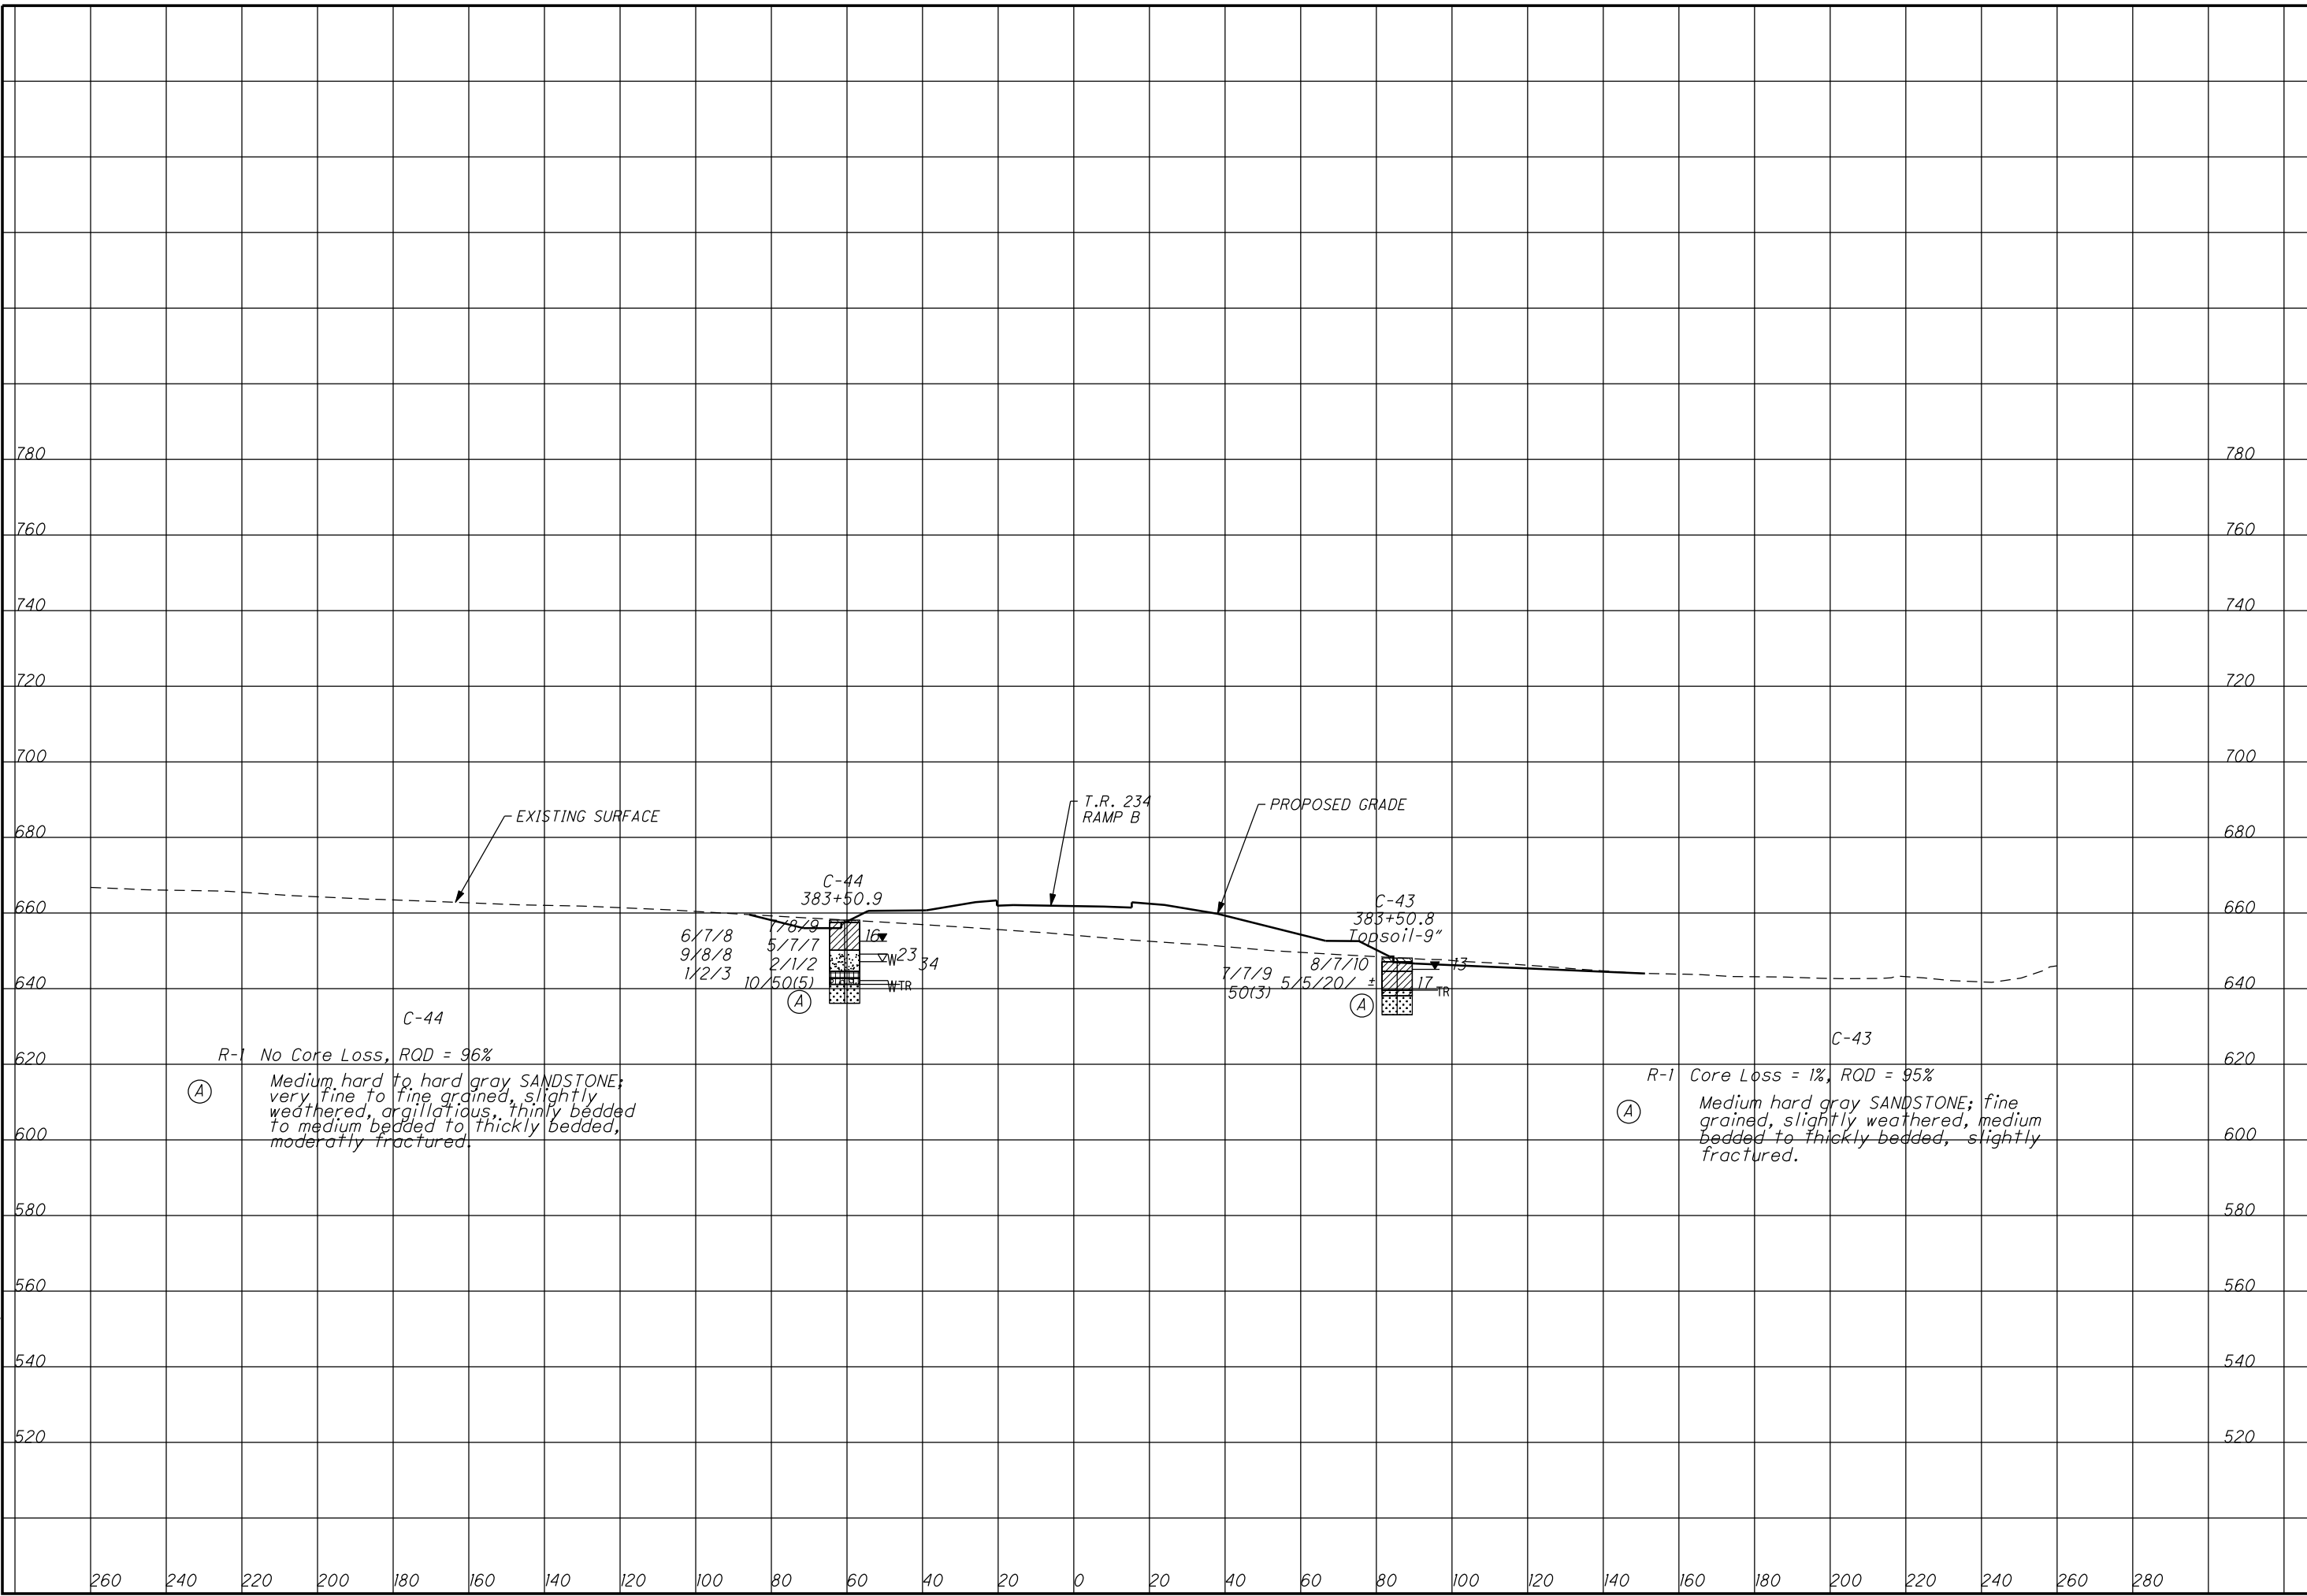 780 780
760 760
740 740
720 720
700 700
T.R. 234
RAMP B
PROPOSED GRADE
EXISTING SURFACE
680 680
C-44
383+50.9
C-43
383+50.8
Topsoil-9"
660 660
7/8/9
6/7/8
16
5/7/7
9/8/8
W 23
2/1/2
34
1/2/3
10/50(5)
W TR
A
8/7/10
13
7/7/9
5/5/20/ ±
17
50(3)
TR
A
640 640
C-44
R-1 No Core Loss, RQD = 96%
A
Medium hard to hard gray SANDSTONE;
very fine to fine grained, slightly
weathered, argillatious, thinly bedded
to medium bedded to thickly bedded,
moderatly fractured.
C-43
R-1 Core Loss = 1%, RQD = 95%
A
Medium hard gray SANDSTONE; fine
grained, slightly weathered, medium
bedded to thickly bedded, slightly
fractured.
620 620
600 600
580 580
560 560
540 540
520 520
260 240 220 200 180 160 140 120 100 80 60 40 20 0 20 40 60 80 100 120 140 160 180 200 220 240 260 280